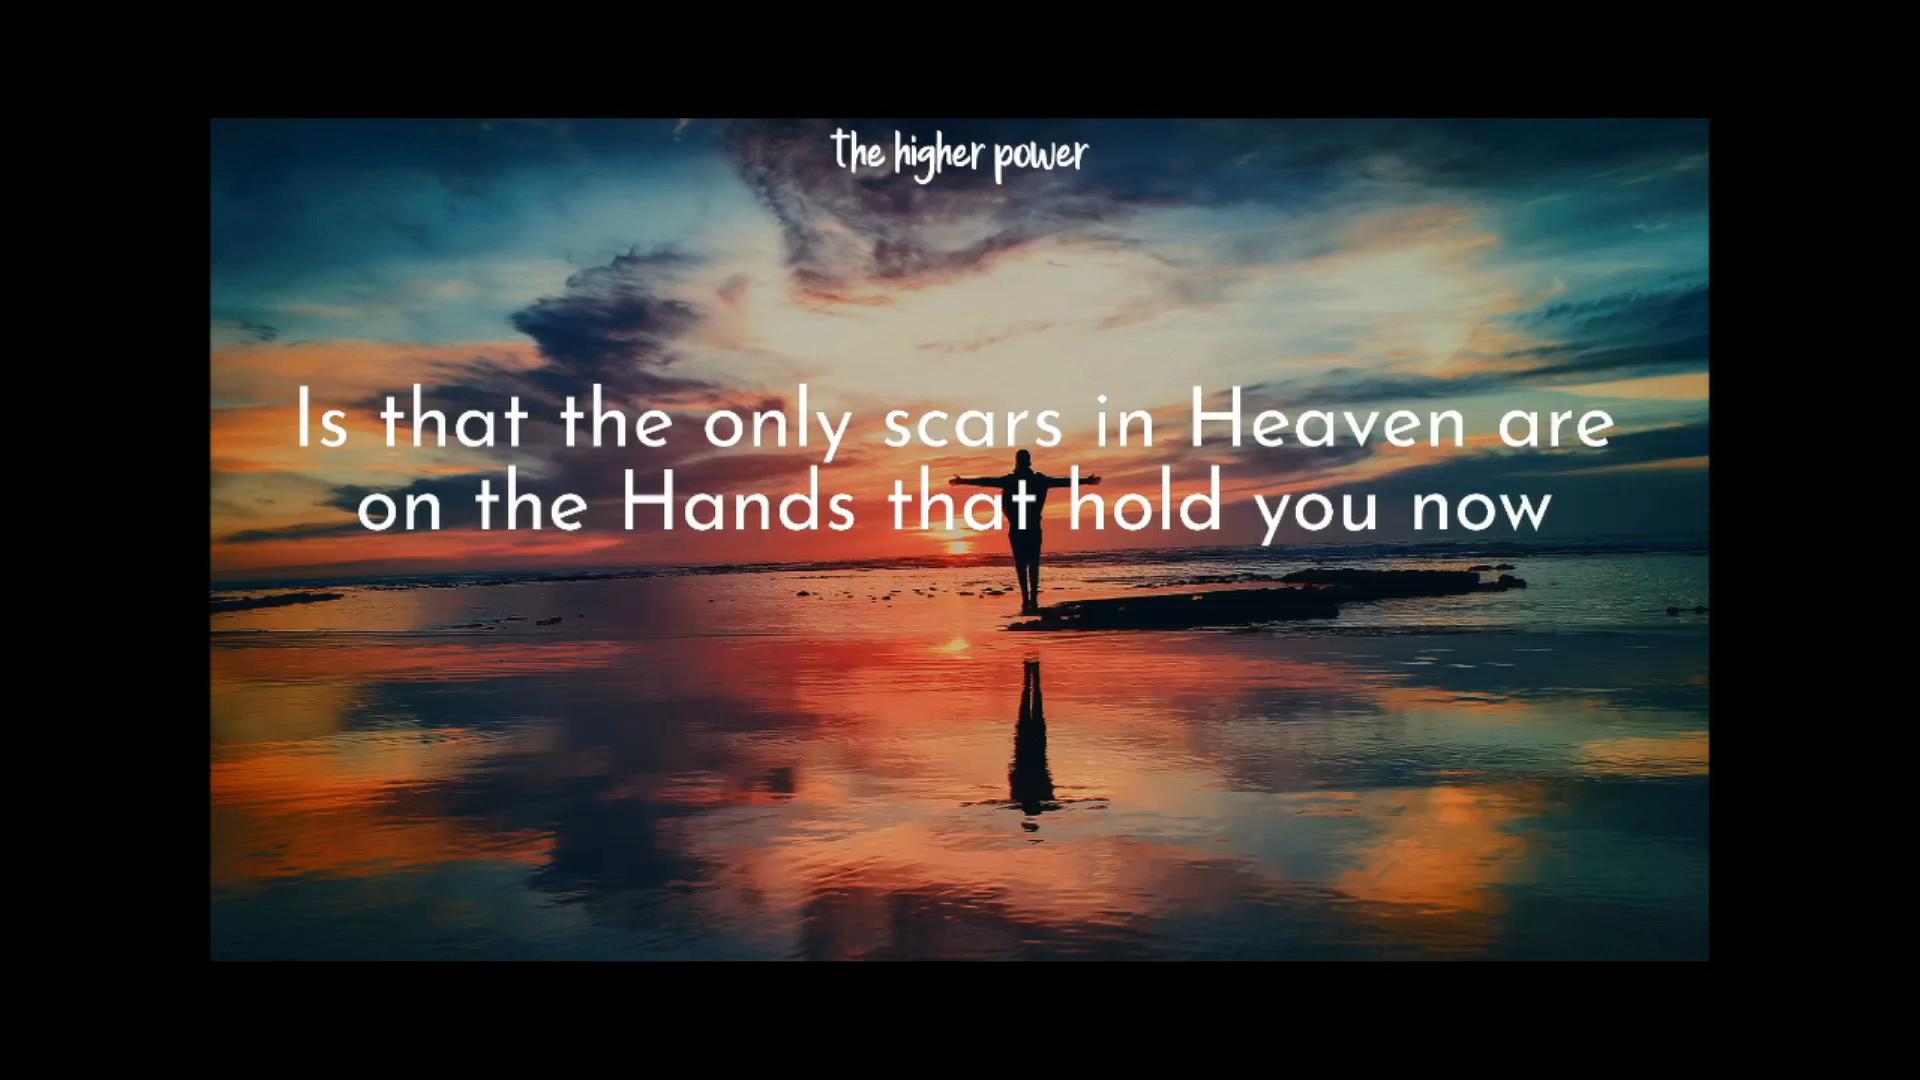 the higher power
Is that the only scars in Heaven are
on the Hands that hold you now